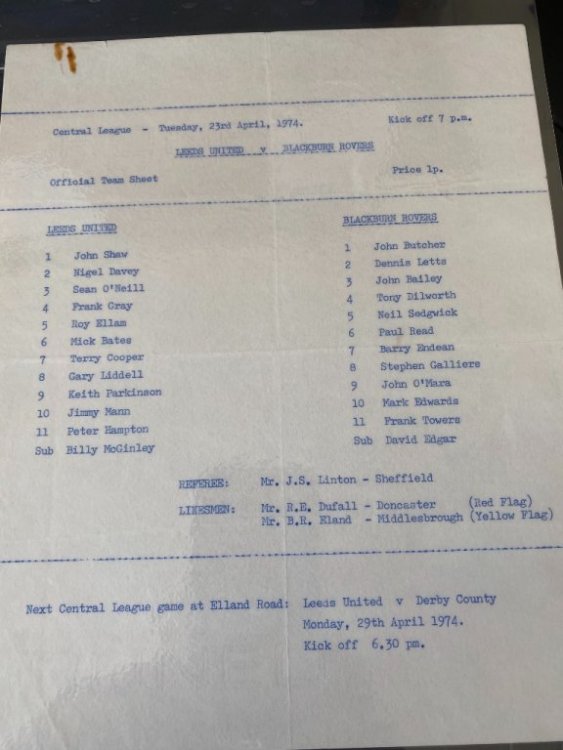 Central League - Tuesday, 23rd April, 1974. Kick off 7 p.m.
LEEDS UNITED v BLACKBURN ROVERS
Official Team Sheet Price 1p.
LEEDS UNITED BLACKBURN ROVERS
1 John Shaw 1 John Butcher
2 Nigel Davey 2 Dennis Letts
3 Sean O'Neill 3 John Bailey
4 Frank Gray 4 Tony Dilworth
5 Roy Ellam 5 Neil Sedgwick
6 Mick Bates 6 Paul Read
7 Terry Cooper 7 Barry Endean
8 Gary Liddell 8 Stephen Galliere
9 Keith Parkinson 9 John O'Mara
10 Jimmy Mann 10 Mark Edwards
11 Peter Hampton 11 Frank Towers
Sub Billy McGinley Sub David Edgar
REFEREE: Mr. J.S. Linton - Sheffield
LINESMEN: Mr. R.E. Dufall - Doncaster (Red Flag)
Mr. B.R. Eland - Middlesbrough (Yellow Flag)
Next Central League game at Elland Road: Leeds United v Derby County
Monday, 29th April 1974.
Kick off 6.30 pm.